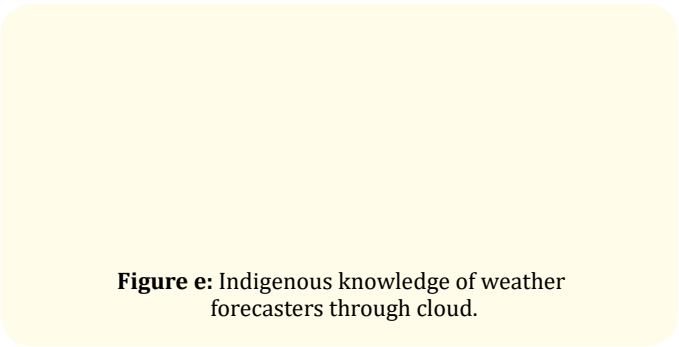 Figure e: Indigenous knowledge of weather
forecasters through cloud.